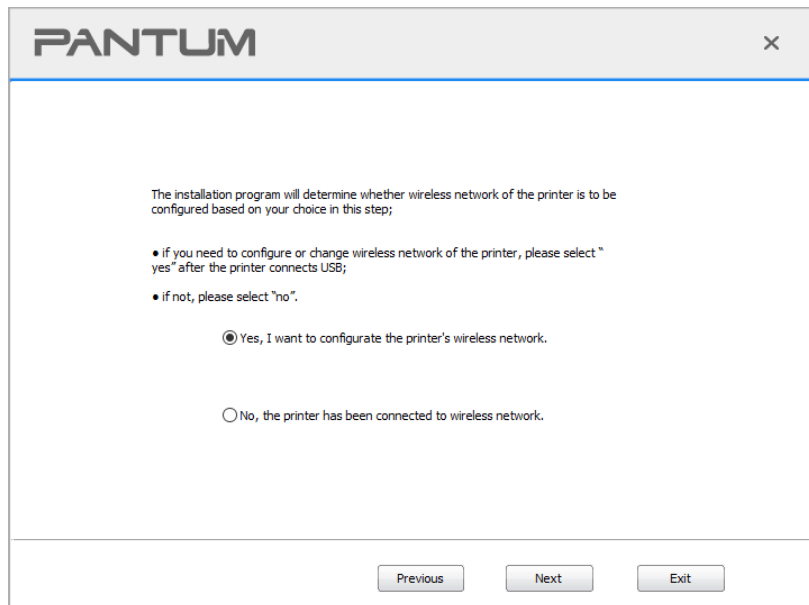 PANTUM
The installation program will determine whether wireless network of the printer is to be
configured based on your choice in this step;
● if you need to configure or change wireless network of the printer, please select “
yes” after the printer connects USB;
● if not, please select “no”.
Yes, I want to configurate the printer's wireless network.
No, the printer has been connected to wireless network.
Previous Next Exit